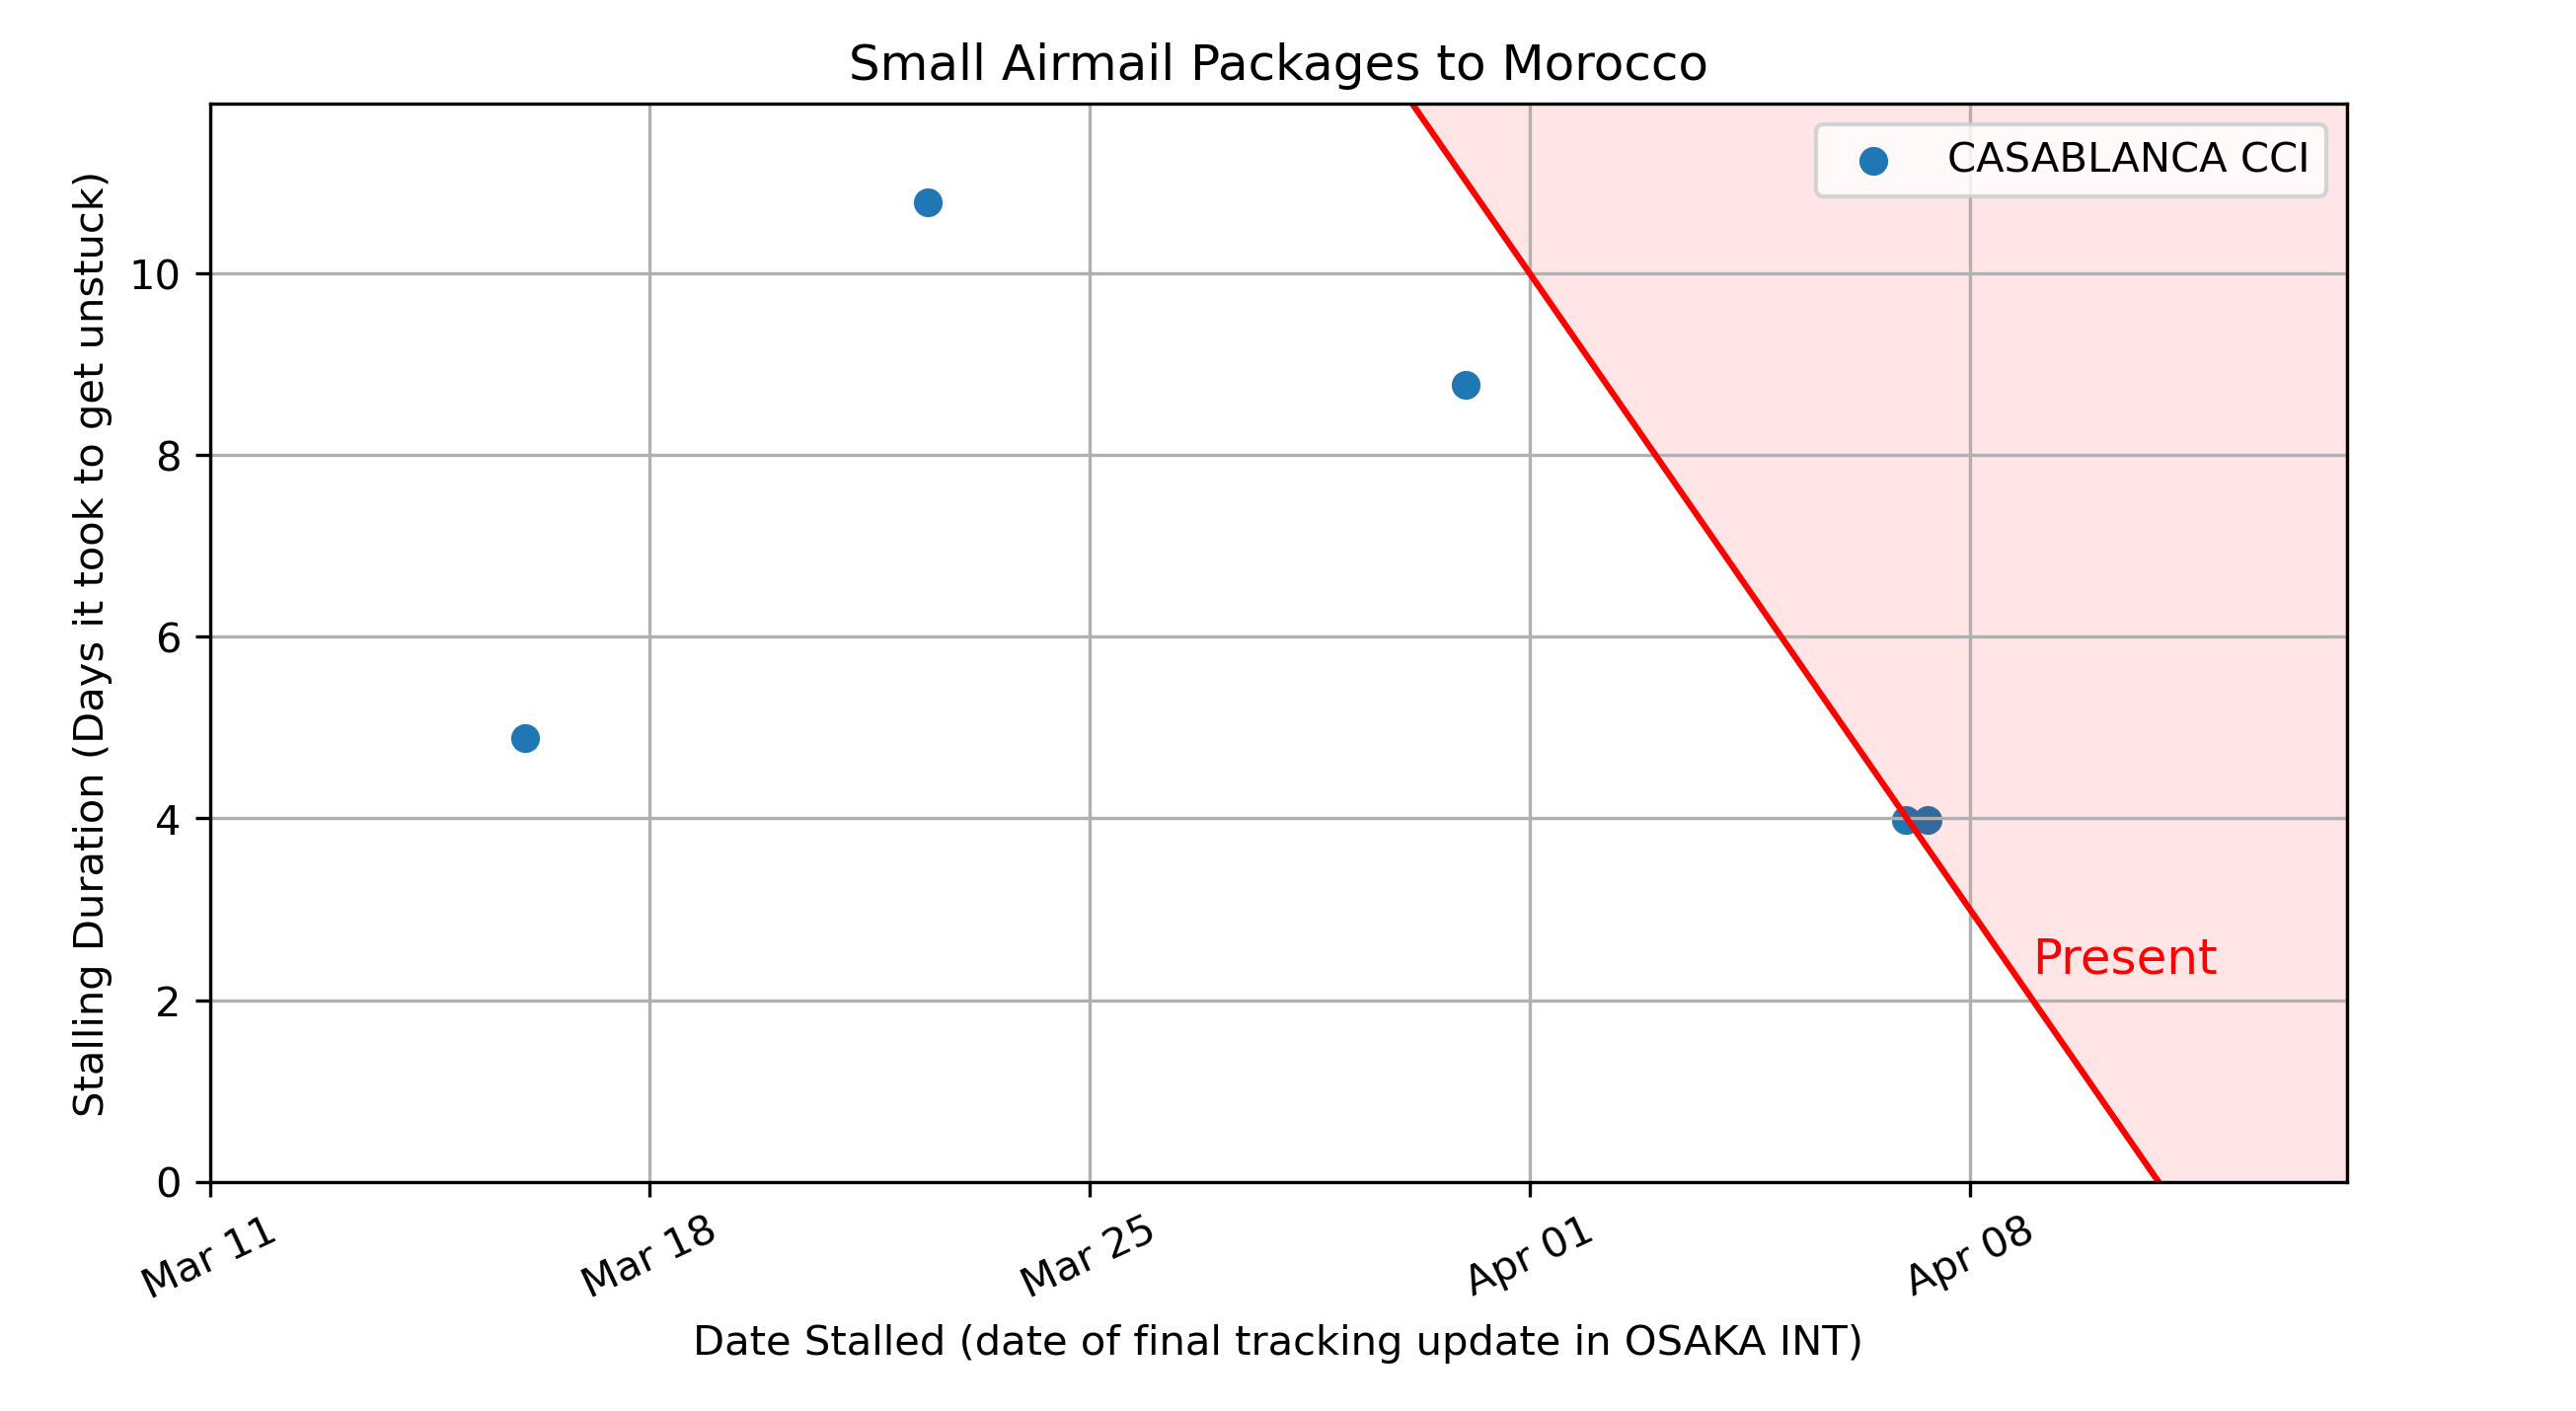 Small Airmail Packages to Morocco
CASABLANCA CCI
Stalling Duration (Days it took to get unstuck)
10
8
6
4
2
0
Present
Mar 11
Mar 18
Mar 25
Apr 01
Apr 08
Date Stalled (date of final tracking update in OSAKA INT)